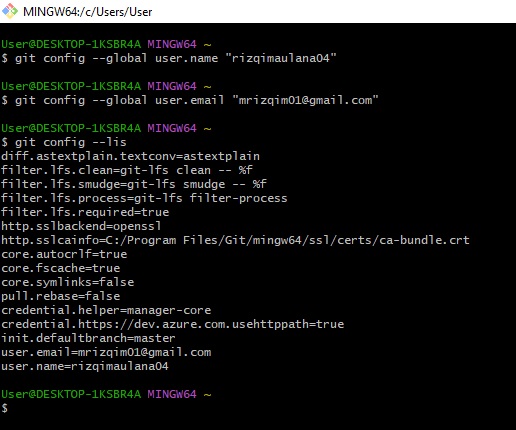 MINGW64:/c/Users/User
User@DESKTOP-1KSBR4A MINGW64 ~
$ git config --global user.name "rizqimaulana04"
User@DESKTOP-1KSBR4A MINGW64 ~
$ git config --global user.email "mrizqim01@gmail.com"
User@DESKTOP-1KSBR4A MINGW64 ~
$ git config --lis
diff.astextplain.textconv=astextplain
filter.lfs.clean=git-lfs clean -- %f
filter.lfs.smudge=git-lfs smudge -- %f
filter.lfs.process=git-lfs filter-process
filter.lfs.required=true
http.sslbackend=openssl
http.sslcainfo=C:/Program Files/Git/mingw64/ssl/certs/ca-bundle.crt
core.autocrlf=true
core.fscache=true
core.symlinks=false
pull.rebase=false
credential.helper=manager-core
credential.https://dev.azure.com.usehttppath=true
init.defaultbranch=master
user.email=mrizqim01@gmail.com
user.name=rizqimaulana04
User@DESKTOP-1KSBR4A MINGW64 ~
$